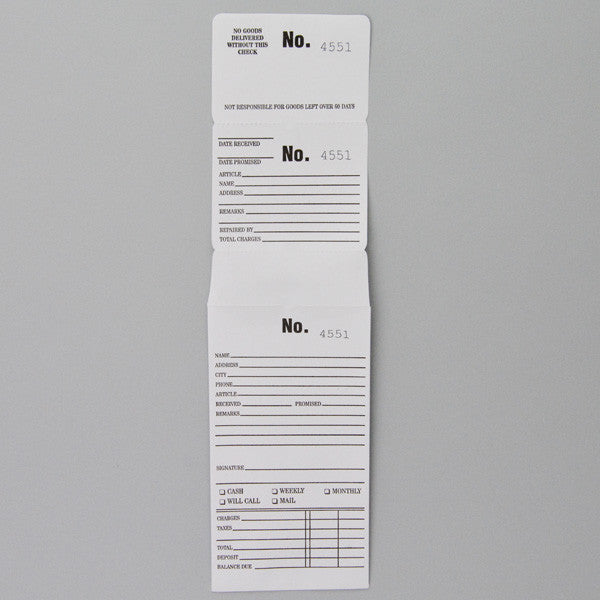 NO GOODS
DELIVERED
WITHOUT THIS
CHECK
No. 4551
NOT RESPONSIBLE FOR GOODS LEFT OVER 60 DAYS
DATE RECEIVED
No. 4551
DATE PROMISED
ARTICLE
NAME
ADDRESS
REMARKS
REPAIRED BY
TOTAL CHARGES
No. 4551
NAME
ADDRESS
CITY
PHONE
ARTICLE
RECEIVED PROMISED
REMARKS
SIGNATURE
CASH WEEKLY MONTHLY
WILL CALL MAIL
CHARGES
TAXES
TOTAL
DEPOSIT
BALANCE DUE